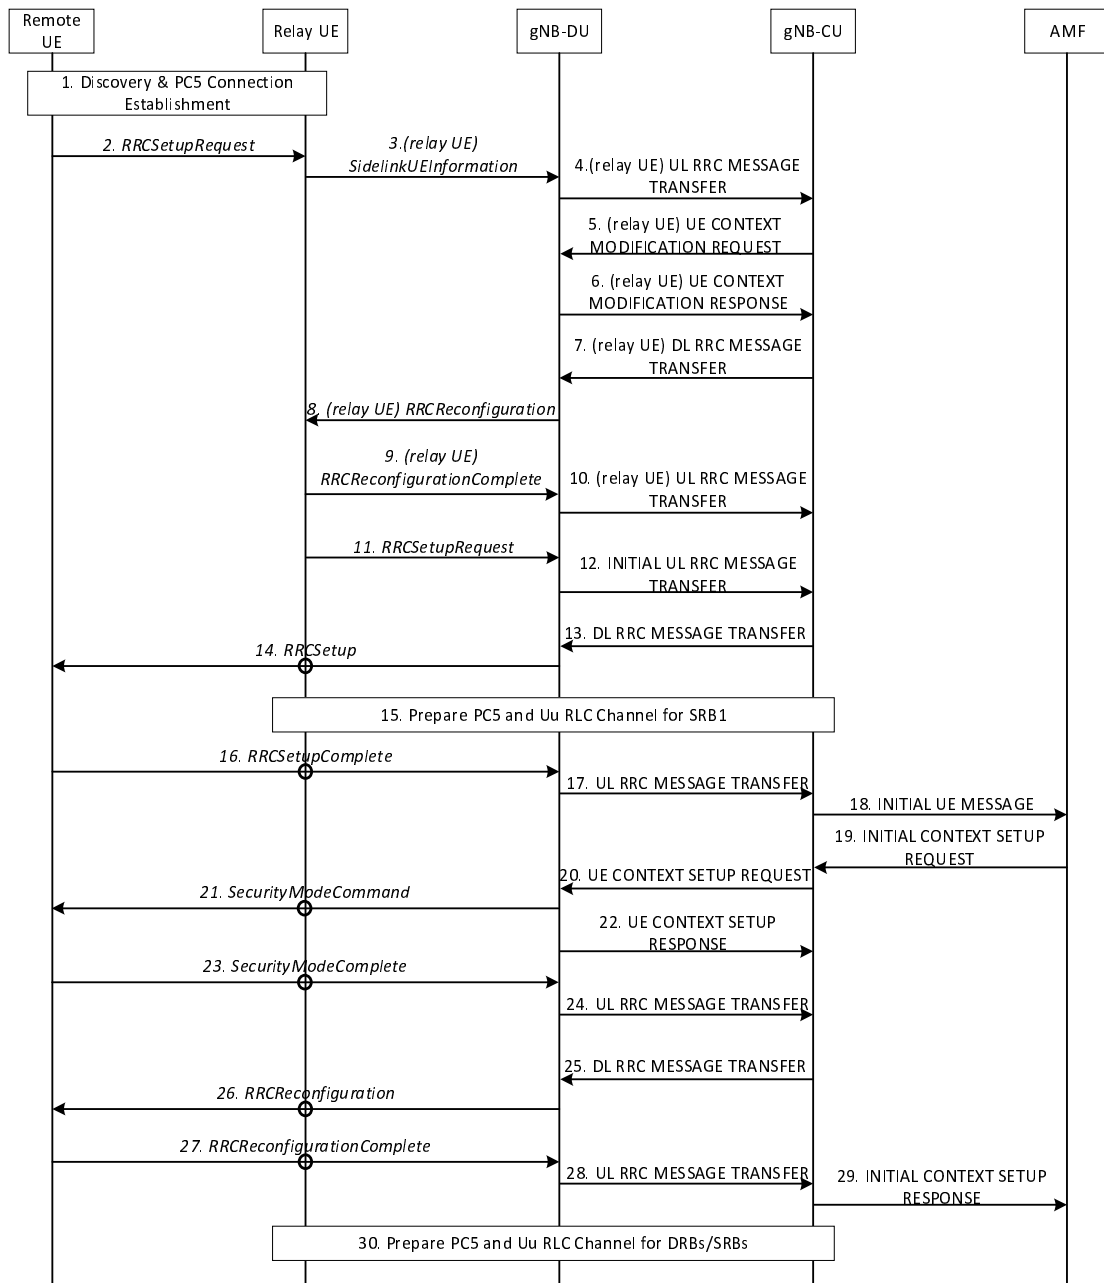 Remote
UE
Relay UE
gNB-DU
gNB-CU
AMF
1. Discovery & PC5 Connection
Establishment
2. RRCSetupRequest
3.(relay UE)
SidelinkUEInformation
4.(relay UE) UL RRC MESSAGE
TRANSFER
5. (relay UE) UE CONTEXT
MODIFICATION REQUEST
6. (relay UE) UE CONTEXT
MODIFICATION RESPONSE
7. (relay UE) DL RRC MESSAGE
TRANSFER
8. (relay UE) RRCReconfiguration
9. (relay UE)
RRCReconfigurationComplete
10. (relay UE) UL RRC MESSAGE
TRANSFER
11. RRCSetupRequest
12. INITIAL UL RRC MESSAGE
TRANSFER
13. DL RRC MESSAGE TRANSFER
14. RRCSetup
15. Prepare PC5 and Uu RLC Channel for SRB1
16. RRCSetupComplete
17. UL RRC MESSAGE TRANSFER
18. INITIAL UE MESSAGE
19. INITIAL CONTEXT SETUP
REQUEST
20. UE CONTEXT SETUP REQUEST
21. SecurityModeCommand
22. UE CONTEXT SETUP
RESPONSE
23. SecurityModeComplete
24. UL RRC MESSAGE TRANSFER
25. DL RRC MESSAGE TRANSFER
26. RRCReconfiguration
27. RRCReconfigurationComplete
28. UL RRC MESSAGE TRANSFER
29. INITIAL CONTEXT SETUP
RESPONSE
30. Prepare PC5 and Uu RLC Channel for DRBs/SRBs